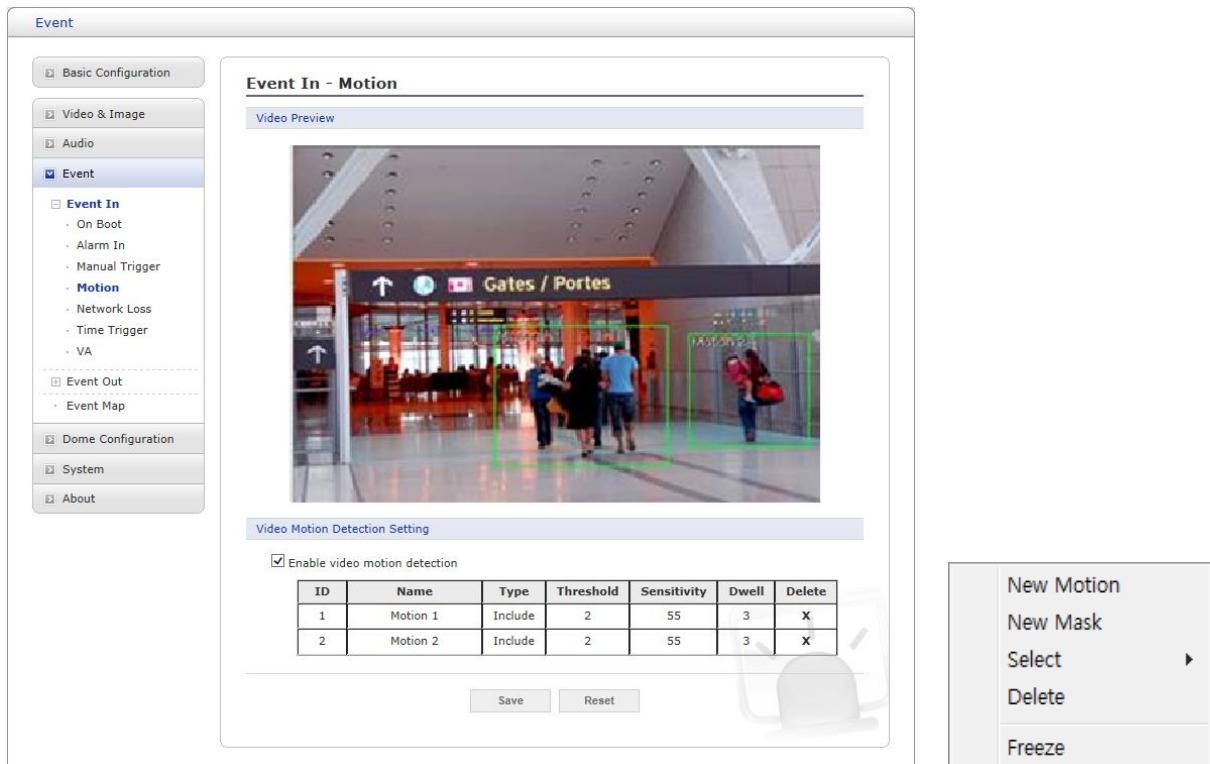 Event
Basic Configuration
Video & Image
Audio
Event
Event In
On Boot
Alarm In
Manual Trigger
Motion
Network Loss
Time Trigger
VA
Event Out
Event Map
Dome Configuration
System
About
Event In - Motion
Video Preview
Gates / Portes
Motion 2
Video Motion Detection Setting
Enable video motion detection
ID Name Type Threshold Sensitivity Dwell Delete
1 Motion 1 Include 2 55 3 X
2 Motion 2 Include 2 55 3 X
Save Reset
New Motion
New Mask
Select
Delete
Freeze